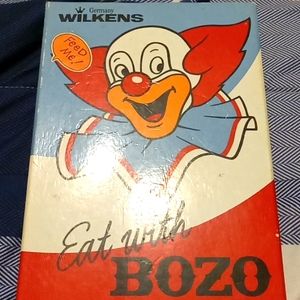 Germany
WILKENS
FEED
ME!
Eat with
BOZO